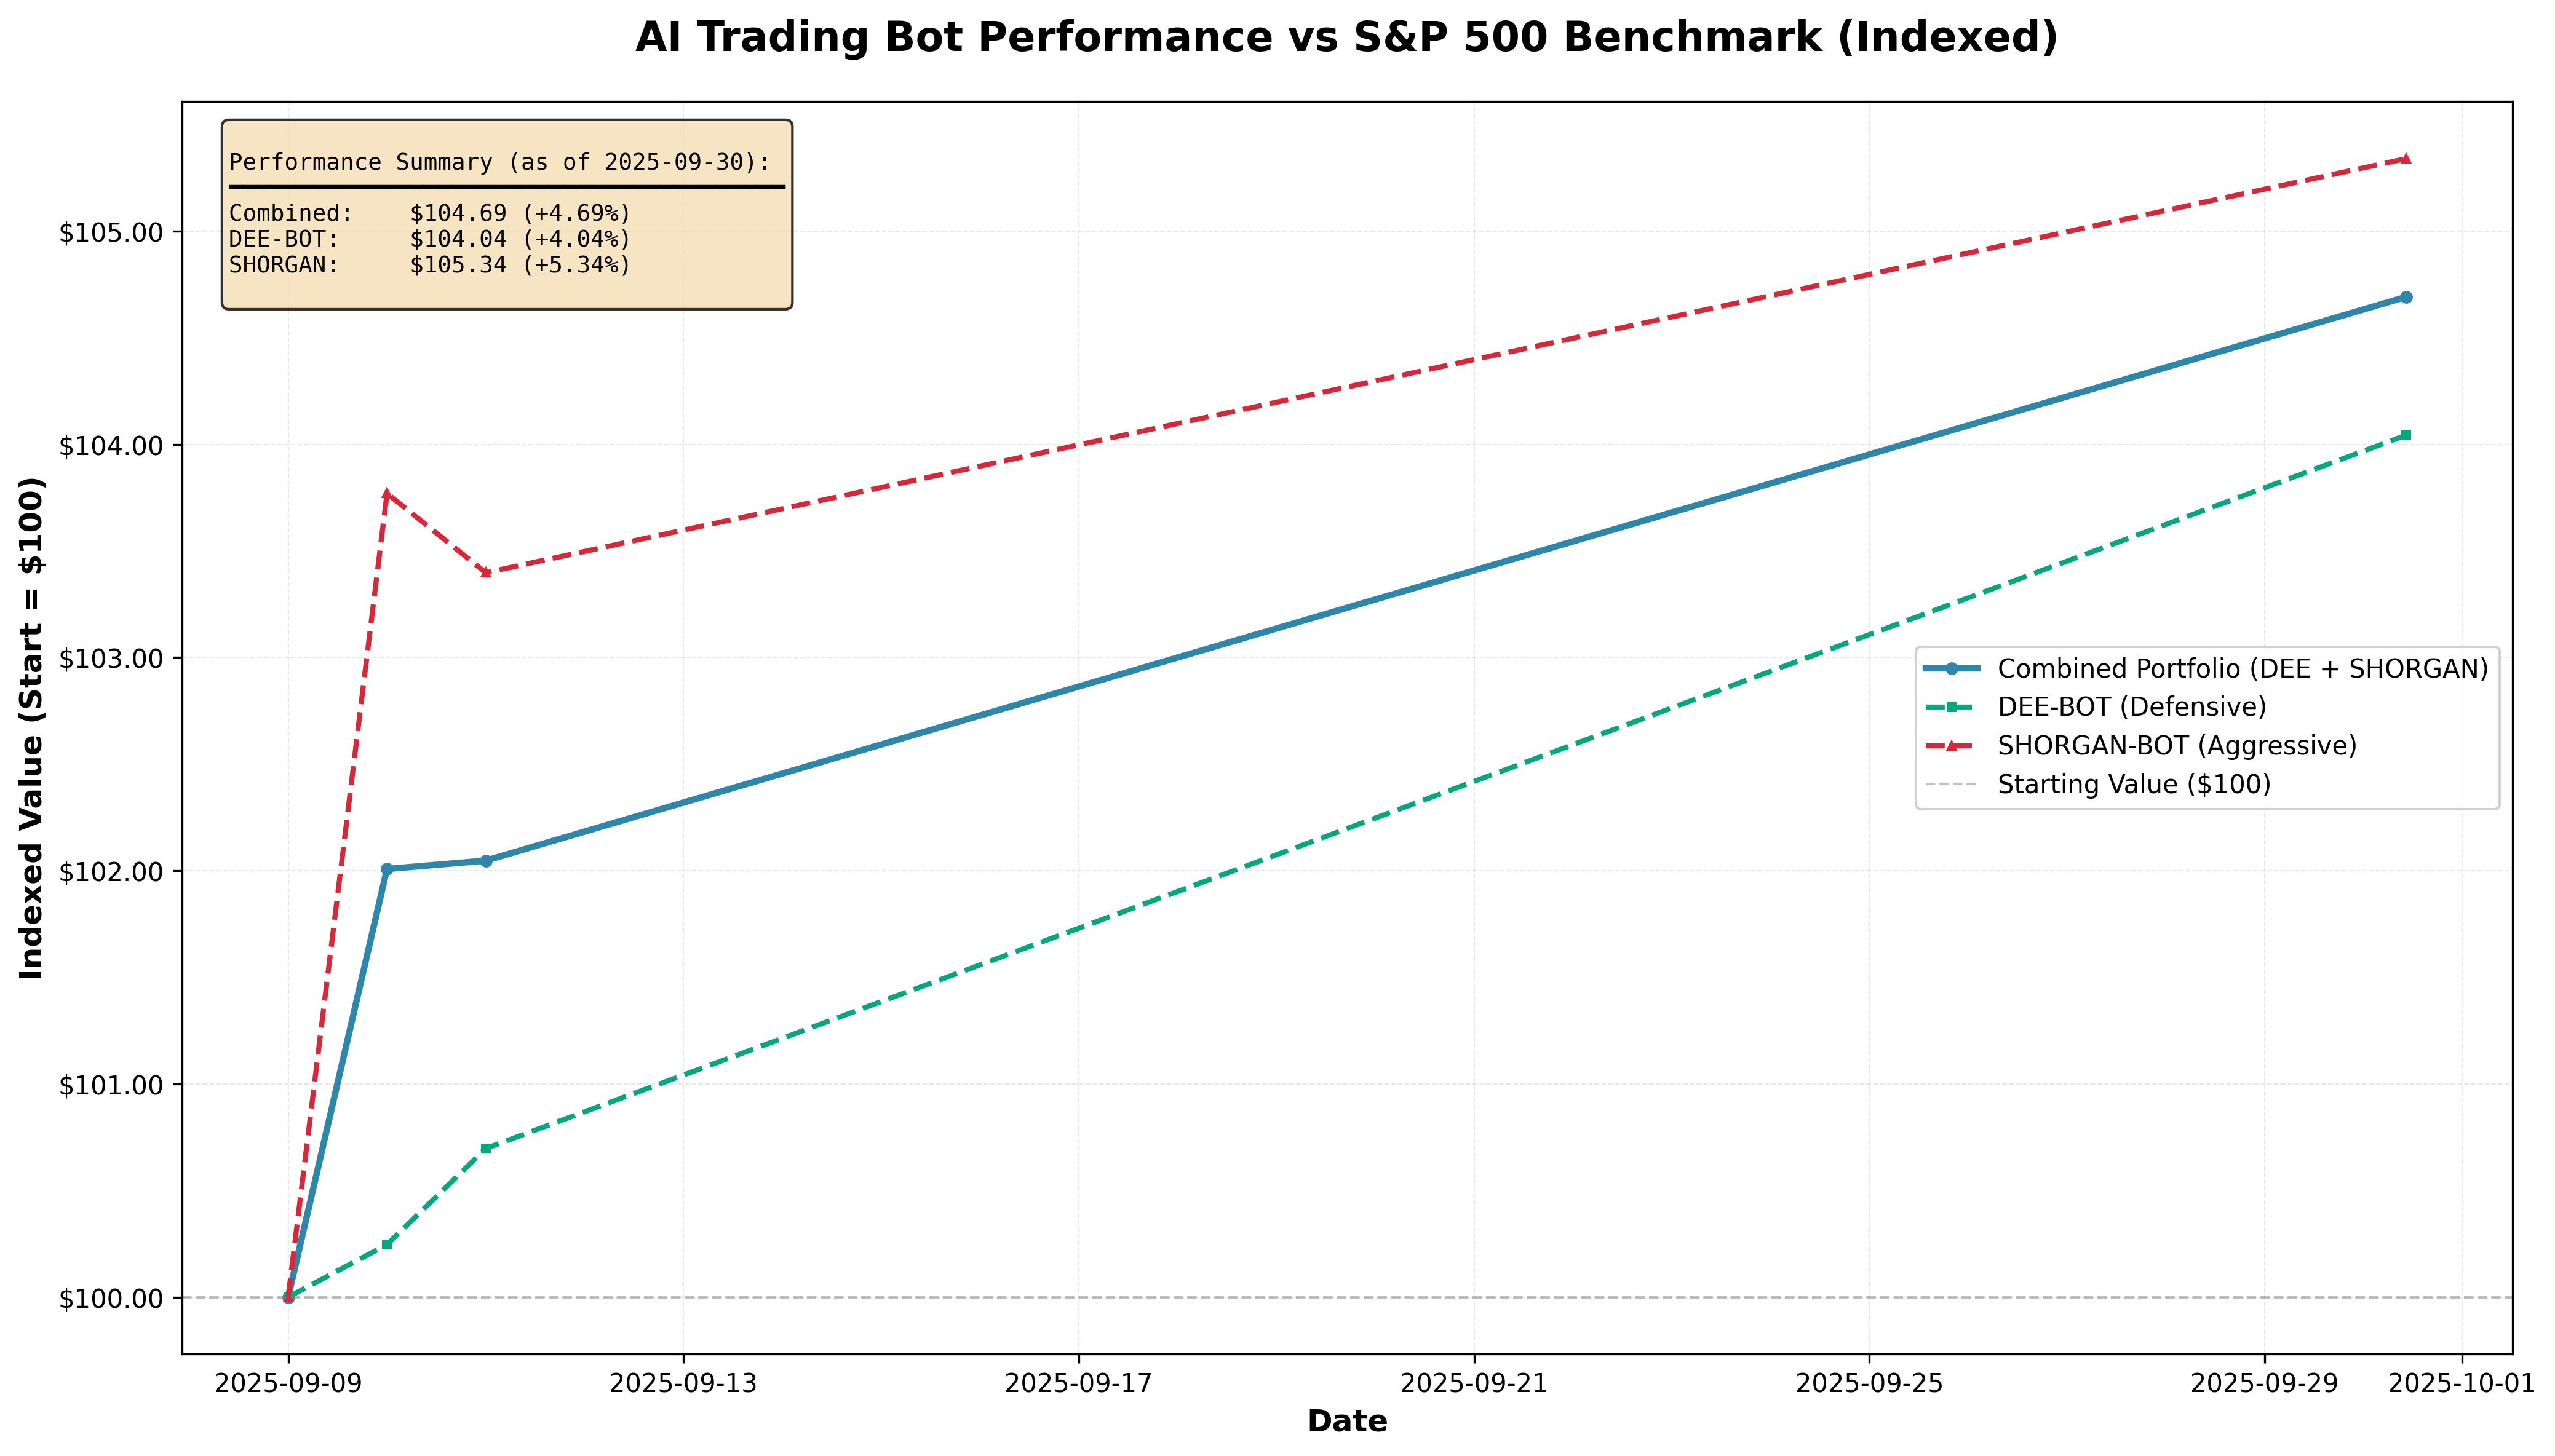 AI Trading Bot Performance vs S&P 500 Benchmark (Indexed)
Performance Summary (as of 2025-09-30):
Combined: $104.69 (+4.69%)
DEE-BOT: $104.04 (+4.04%)
SHORGAN: $105.34 (+5.34%)
Indexed Value (Start = $100)
$105.00
$104.00
$103.00
$102.00
$101.00
$100.00
Combined Portfolio (DEE + SHORGAN)
DEE-BOT (Defensive)
SHORGAN-BOT (Aggressive)
Starting Value ($100)
2025-09-09
2025-09-13
2025-09-17
2025-09-21
2025-09-25
2025-09-29
2025-10-01
Date